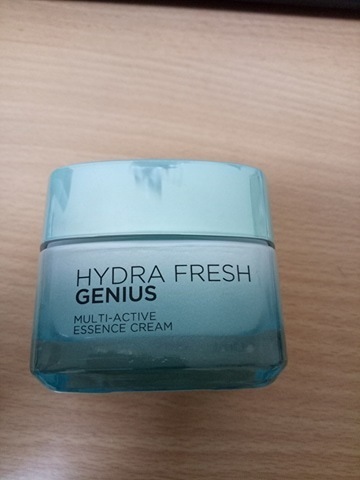 HYDRA FRESH
GENIUS
MULTI-ACTIVE
ESSENCE CREAM